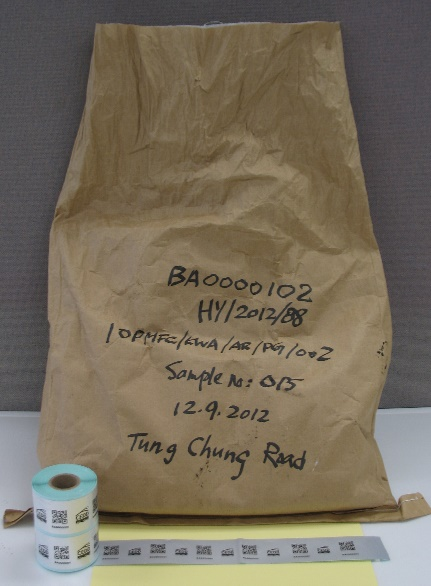 BA0000102
HY/2012/88
10PMFC/KWA/AR/PG/002
Sample No: 015
12.9.2012
Tung Chung Road